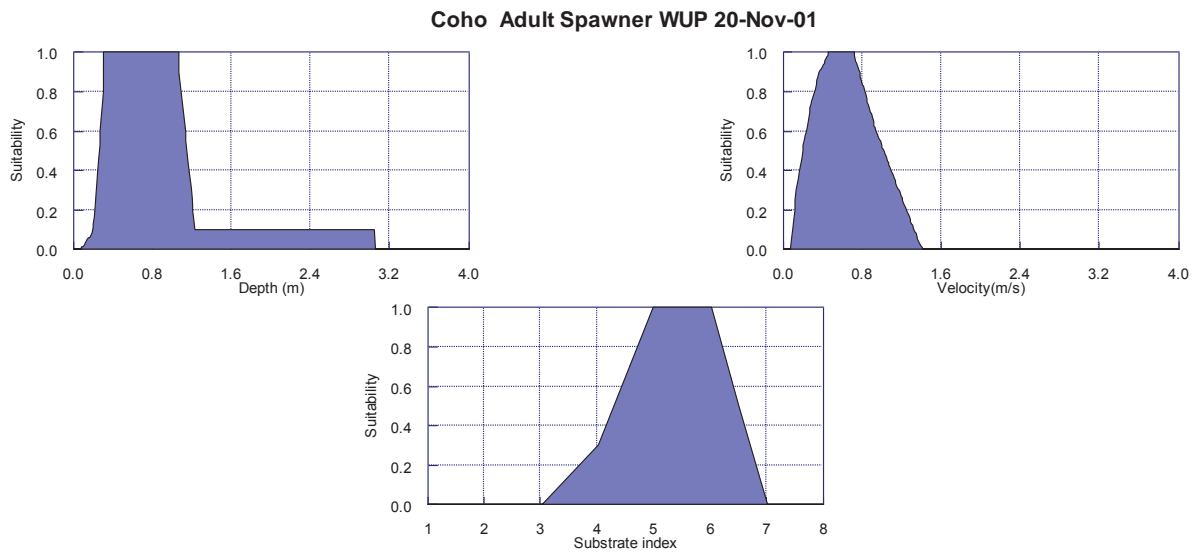 Coho Adult Spawner WUP 20-Nov-01
1.0
0.8
0.6
0.4
0.2
0.0
Suitability
0.0 0.8 1.6 2.4 3.2 4.0
Depth (m)
1.0
0.8
0.6
0.4
0.2
0.0
Suitability
0.0 0.8 1.6 2.4 3.2 4.0
Velocity(m/s)
1.0
0.8
0.6
0.4
0.2
0.0
Suitability
1 2 3 4 5 6 7 8
Substrate index